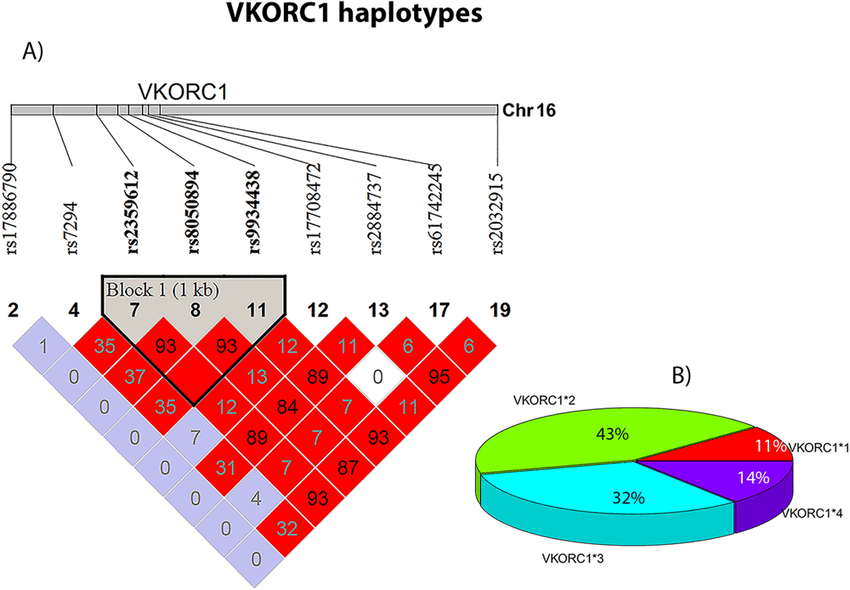 VKORC1 haplotypes
A)
VKORC1
Chr 16
rs17886790
rs7294
rs2359612
rs8050894
rs9934438
rs17708472
rs2884737
rs61742245
rs2032915
Block 1 (1 kb)
2 4 7 8 11 12 13 17 19
1 35 93 93 12 11 6 6
0 37 13 89 0 95
0 35 12 84 7 11
0 7 89 7 93
0 31 7 87
0 4 93
0 32
0
B)
VKORC1*2
43%
11%
VKORC1*1
14%
VKORC1*4
32%
VKORC1*3